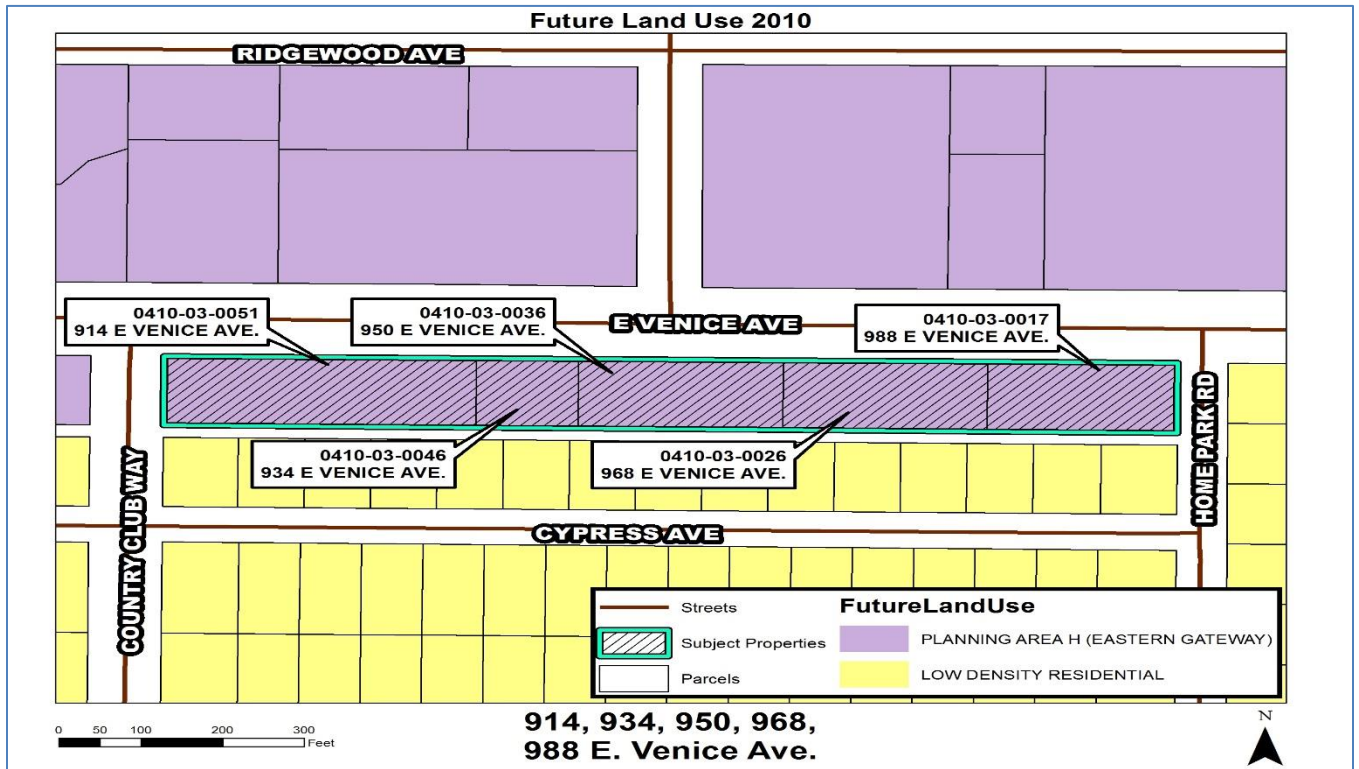 Future Land Use 2010
RIDGEWOOD AVE
0410-03-0051
914 E VENICE AVE.
0410-03-0036
950 E VENICE AVE.
E VENICE AVE
0410-03-0017
988 E VENICE AVE.
0410-03-0046
934 E VENICE AVE.
0410-03-0026
968 E VENICE AVE.
COUNTRY CLUB WAY
HOME PARK RD
CYPRESS AVE
Streets
Subject Properties
Parcels
FutureLandUse
PLANNING AREA H (EASTERN GATEWAY)
LOW DENSITY RESIDENTIAL
0 50 100 200 300
Feet
914, 934, 950, 968,
988 E. Venice Ave.
N